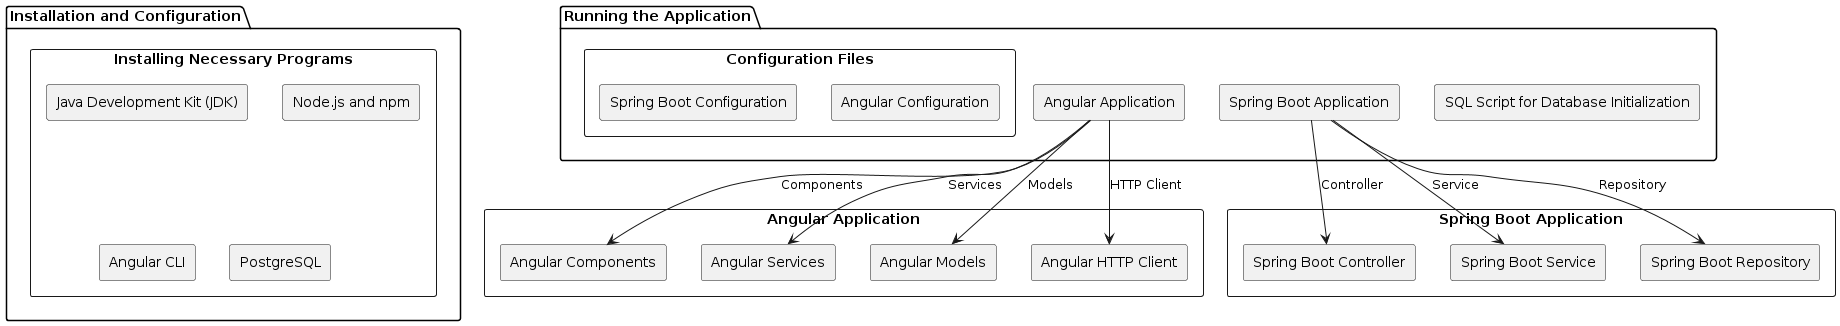 Installation and Configuration
Installing Necessary Programs
Java Development Kit (JDK)
Node.js and npm
Angular CLI
PostgreSQL
Running the Application
Configuration Files
Spring Boot Configuration
Angular Configuration
Angular Application
Spring Boot Application
SQL Script for Database Initialization
Components
Services
Models
HTTP Client
Controller
Service
Repository
Angular Application
Angular Components
Angular Services
Angular Models
Angular HTTP Client
Spring Boot Application
Spring Boot Controller
Spring Boot Service
Spring Boot Repository